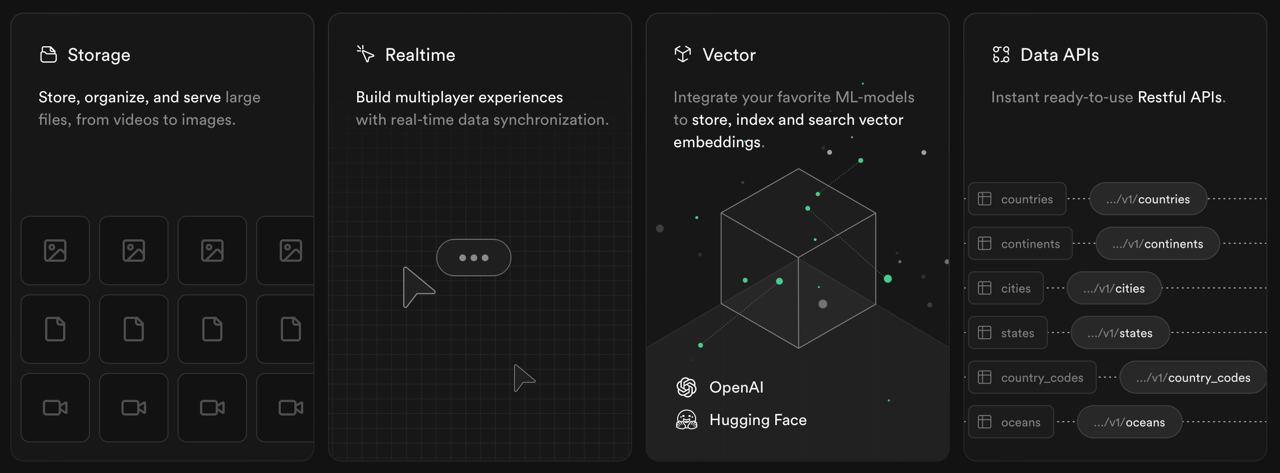 Storage
Store, organize, and serve large
files, from videos to images.
Realtime
Build multiplayer experiences
with real-time data synchronization.
Vector
Integrate your favorite ML-models
to store, index and search vector
embeddings.
OpenAI
Hugging Face
Data APIs
Instant ready-to-use Restful APIs.
countries .../v1/countries
continents .../v1/continents
cities .../v1/cities
states .../v1/states
country_codes .../v1/country_codes
oceans .../v1/oceans